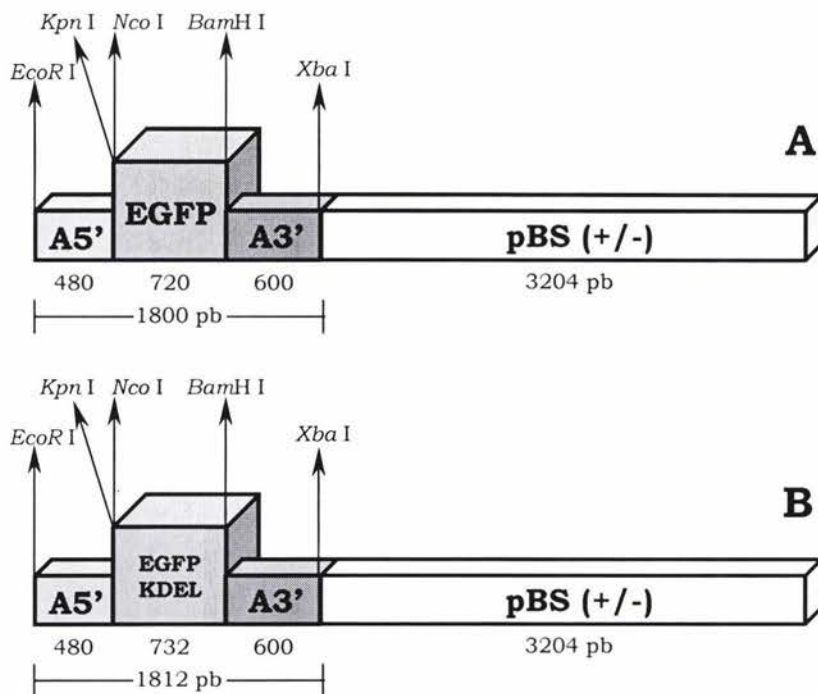 Kpn I Nco I BamH I
EcoR I Xba I
A
EGFP
A5' A3' pBS (+/-)
480 720 600 3204 pb
1800 pb
Kpn I Nco I BamH I
EcoR I Xba I
B
EGFP
KDEL
A5' A3' pBS (+/-)
480 732 600 3204 pb
1812 pb